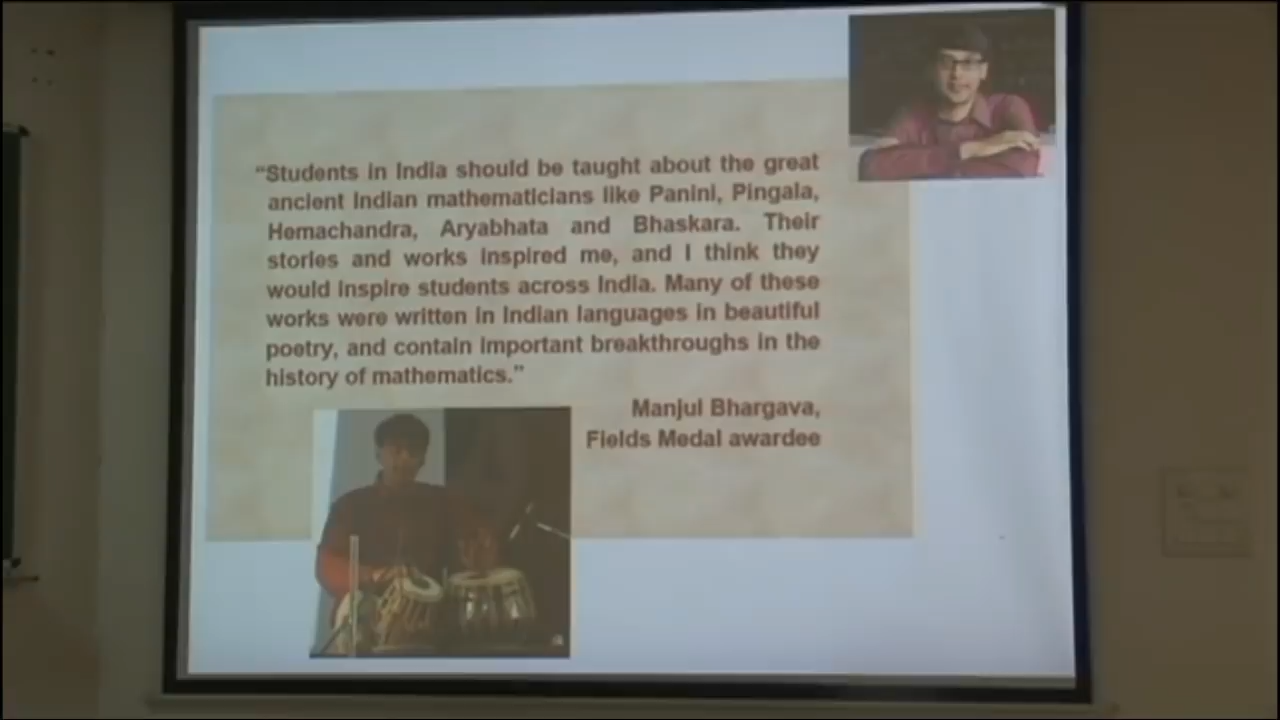 “Students in India should be taught about the great
ancient Indian mathematicians like Panini, Pingala,
Hemachandra, Aryabhata and Bhaskara. Their
stories and works inspired me, and I think they
would inspire students across India. Many of these
works were written in Indian languages in beautiful
poetry, and contain important breakthroughs in the
history of mathematics.”
Manjul Bhargava,
Fields Medal awardee